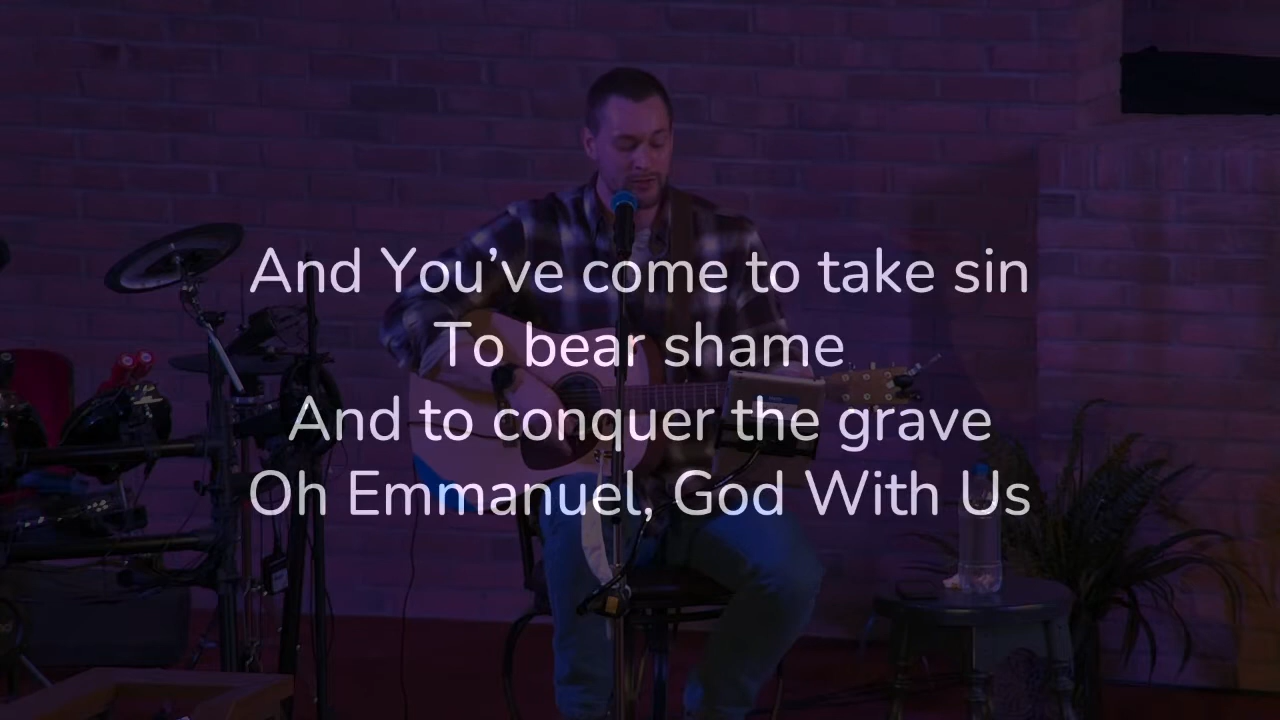 And You’ve come to take sin
To bear shame
And to conquer the grave
Oh Emmanuel, God With Us